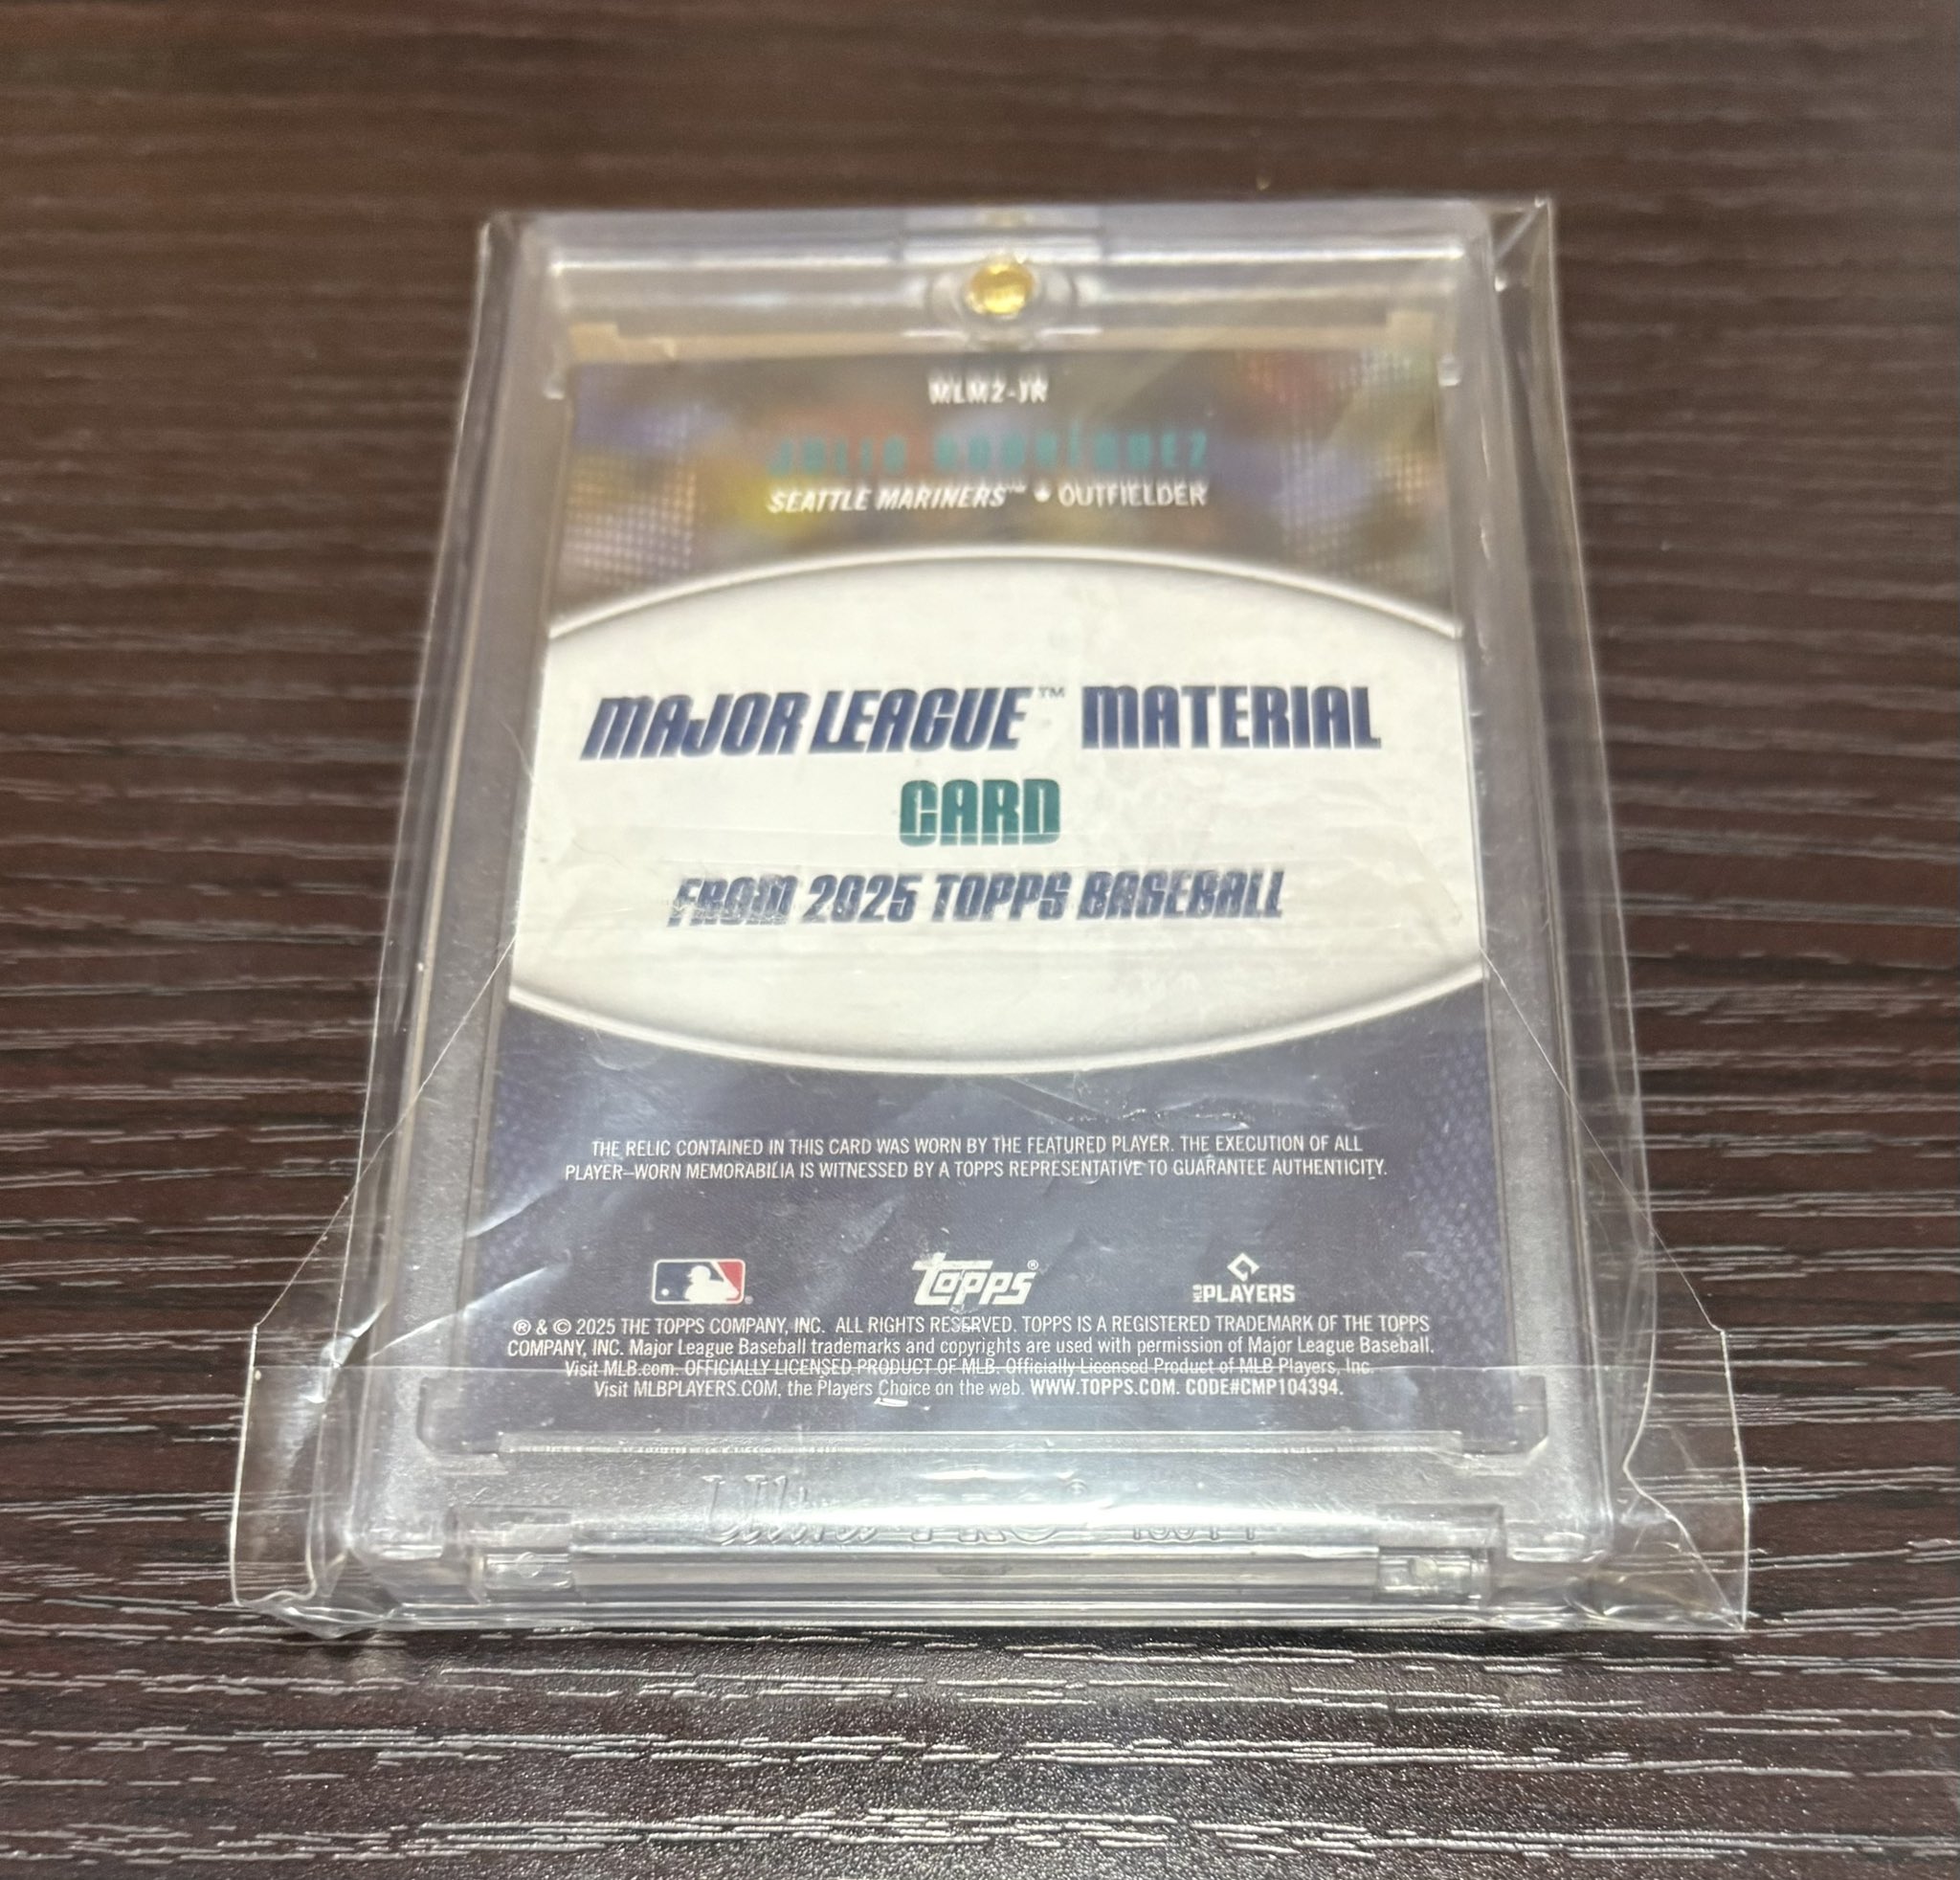 MLM2-JR
JULIO RODRÍGUEZ
SEATTLE MARINERS™ • OUTFIELDER
MAJOR LEAGUE™ MATERIAL
CARD
FROM 2025 TOPPS BASEBALL
THE RELIC CONTAINED IN THIS CARD WAS WORN BY THE FEATURED PLAYER. THE EXECUTION OF ALL
PLAYER-WORN MEMORABILIA IS WITNESSED BY A TOPPS REPRESENTATIVE TO GUARANTEE AUTHENTICITY.
Topps®
MLB PLAYERS
® & © 2025 THE TOPPS COMPANY, INC. ALL RIGHTS RESERVED. TOPPS IS A REGISTERED TRADEMARK OF THE TOPPS
COMPANY, INC. Major League Baseball trademarks and copyrights are used with permission of Major League Baseball.
Visit MLB.com. OFFICIALLY LICENSED PRODUCT OF MLB. Officially Licensed Product of MLB Players, Inc.
Visit MLBPLAYERS.COM, the Players Choice on the web. WWW.TOPPS.COM. CODE#CMP104394.
Ultra PRO®